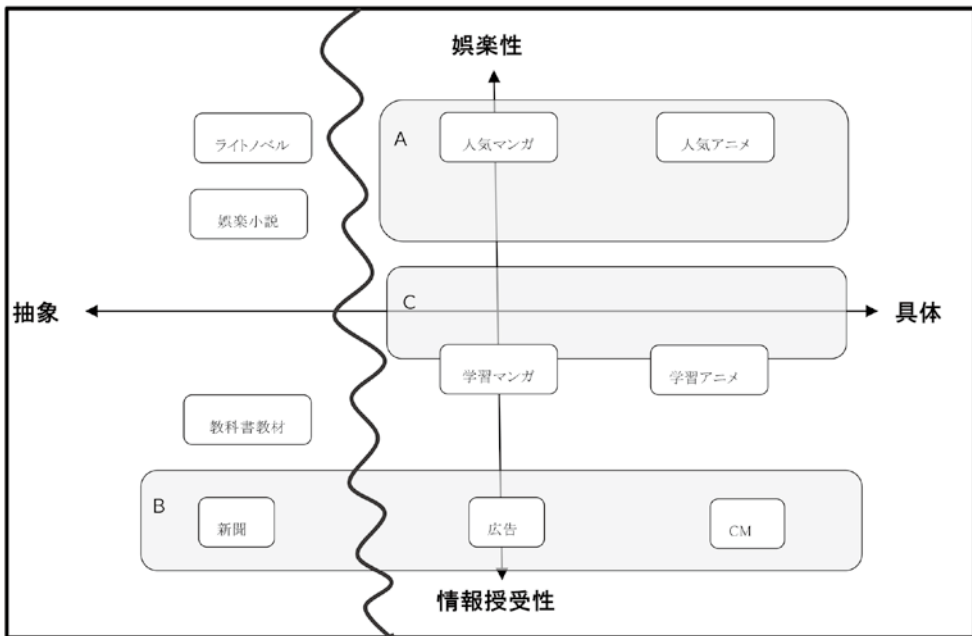 娯楽性
A
ライトノベル
人気マンガ
人気アニメ
娯楽小説
C
抽象
具体
学習マンガ
学習アニメ
教科書教材
B
新聞
広告
CM
情報授受性